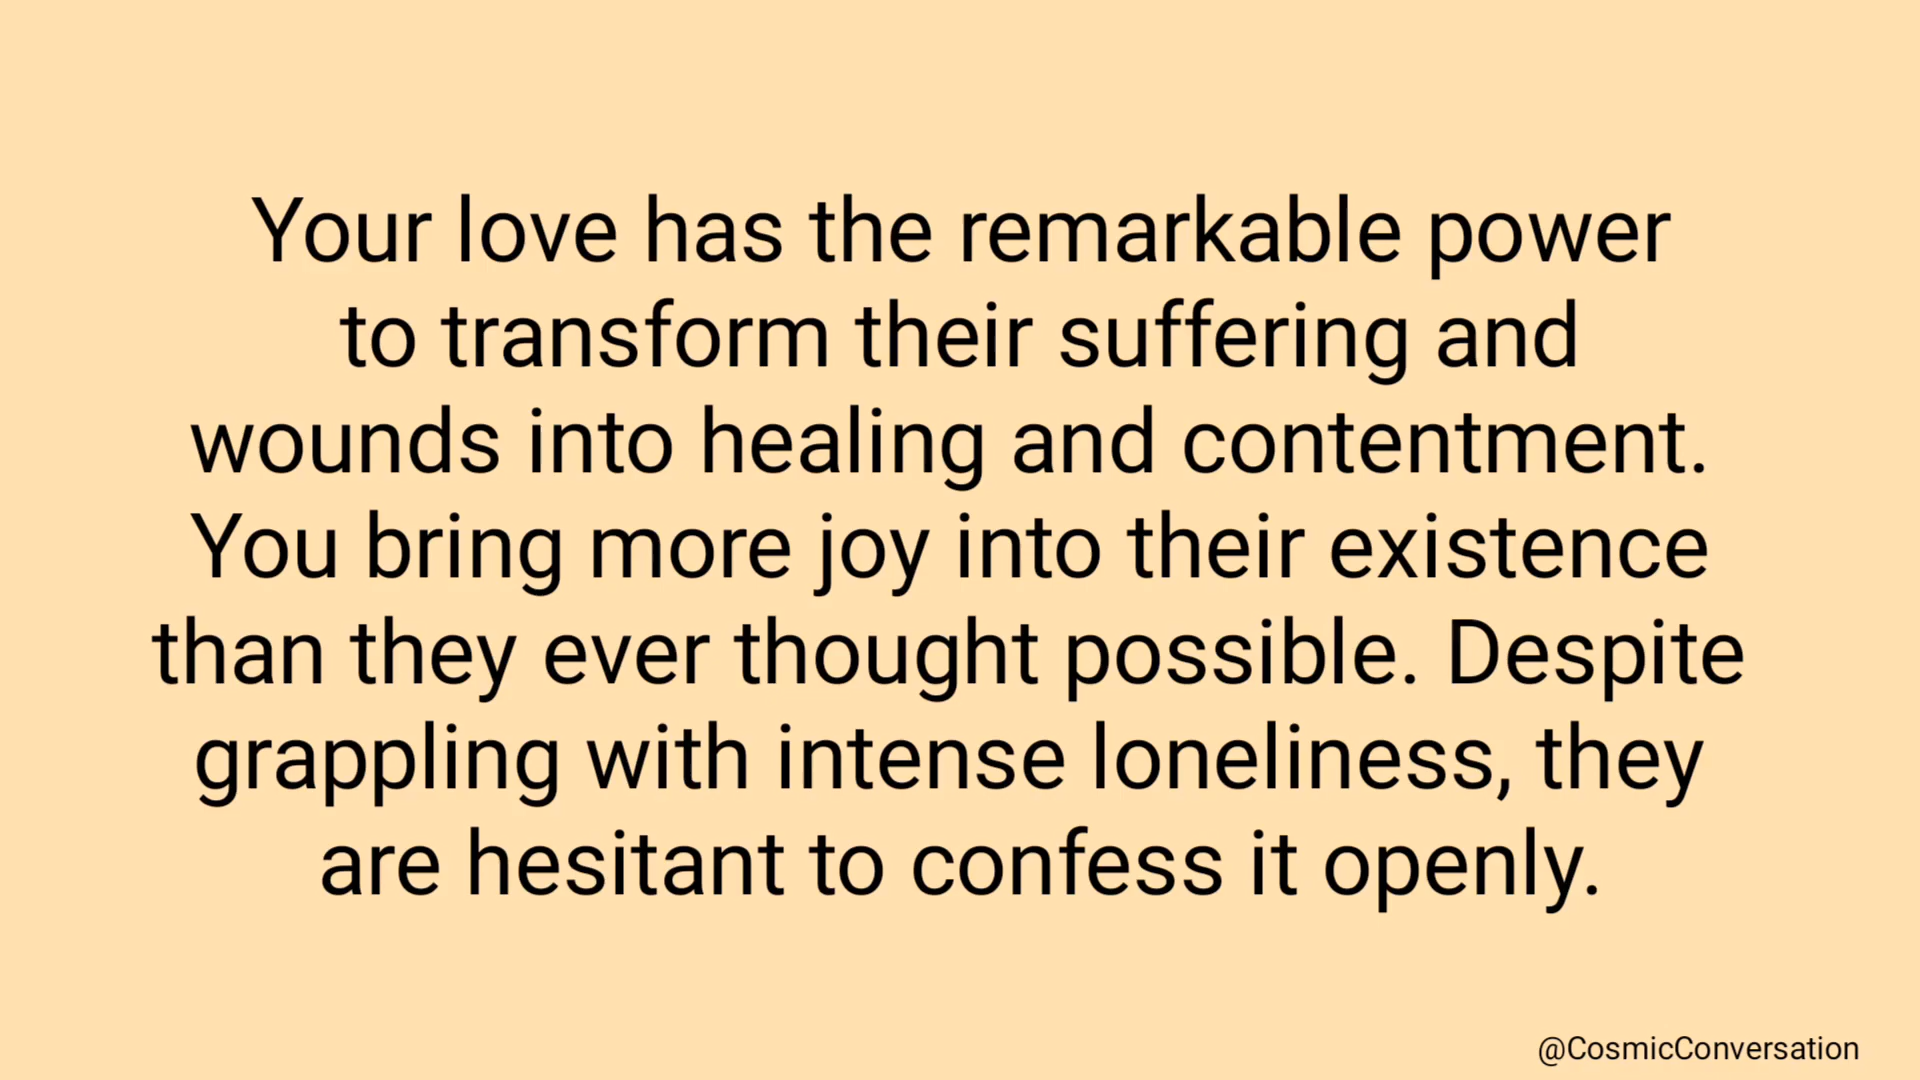 Your love has the remarkable power
to transform their suffering and
wounds into healing and contentment.
You bring more joy into their existence
than they ever thought possible. Despite
grappling with intense loneliness, they
are hesitant to confess it openly.
@CosmicConversation